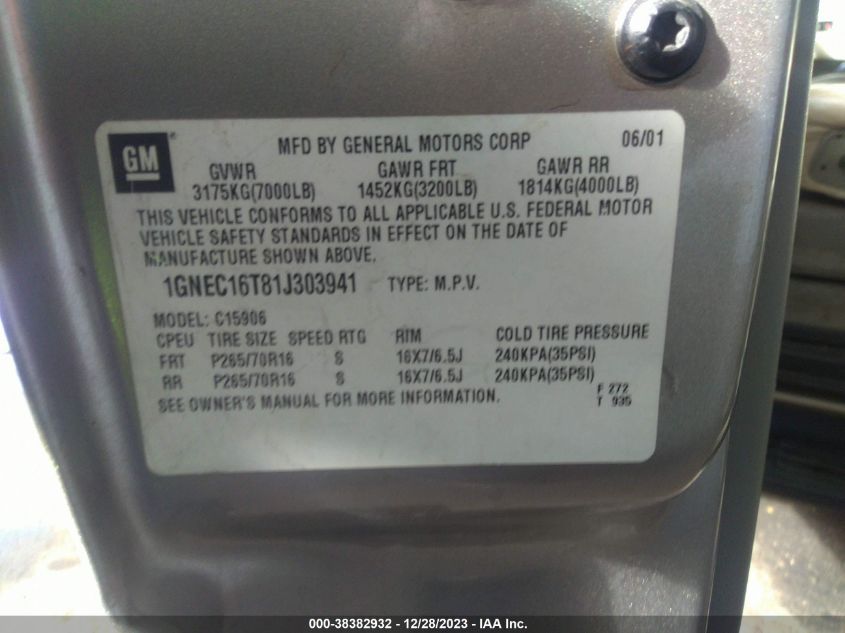 GM ®
MFD BY GENERAL MOTORS CORP 06/01
GVWR GAWR FRT GAWR RR
3175KG(7000LB) 1452KG(3200LB) 1814KG(4000LB)
THIS VEHICLE CONFORMS TO ALL APPLICABLE U.S. FEDERAL MOTOR
VEHICLE SAFETY STANDARDS IN EFFECT ON THE DATE OF
MANUFACTURE SHOWN ABOVE.
1GNEC16T81J303941 TYPE: M.P.V.
MODEL: C15906
CPEU TIRE SIZE SPEED RTG RIM COLD TIRE PRESSURE
FRT P265/70R16 S 16X7/6.5J 240KPA(35PSI)
RR P265/70R16 S 16X7/6.5J 240KPA(35PSI)
SEE OWNER'S MANUAL FOR MORE INFORMATION.
F 272
T 935
000-38382932 - 12/28/2023 - IAA Inc.